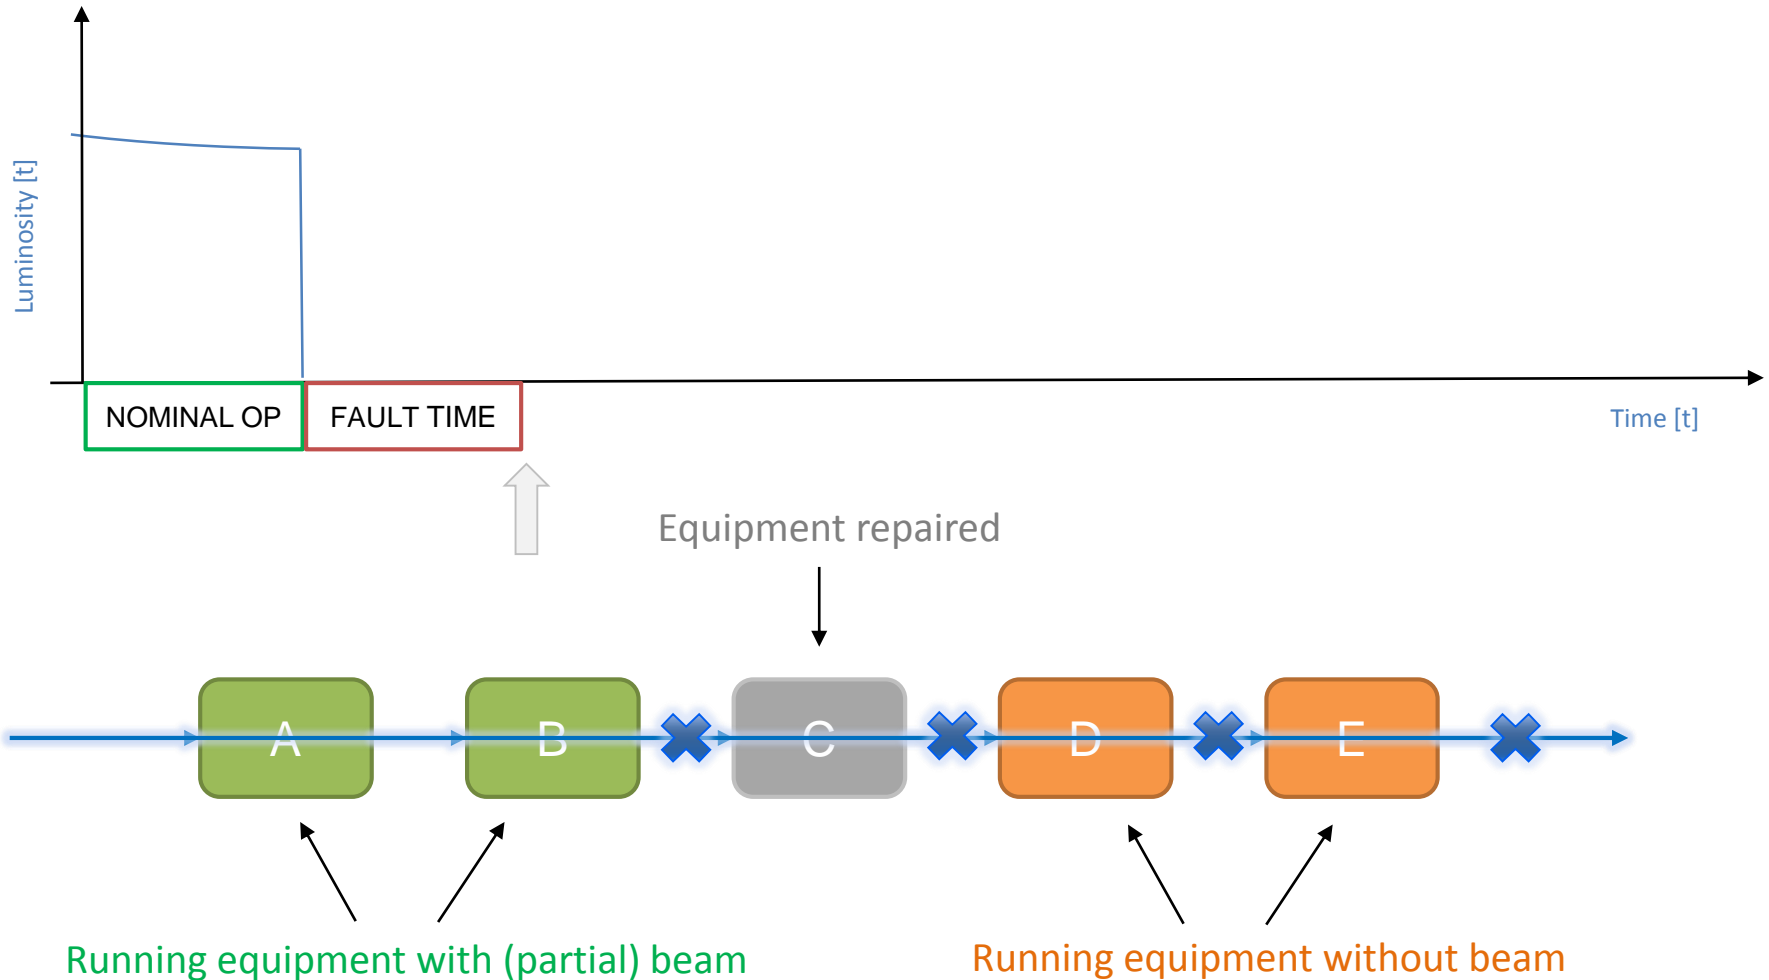 Luminosity [t]
NOMINAL OP
FAULT TIME
Time [t]
Equipment repaired
A
B
C
D
E
Running equipment with (partial) beam
Running equipment without beam